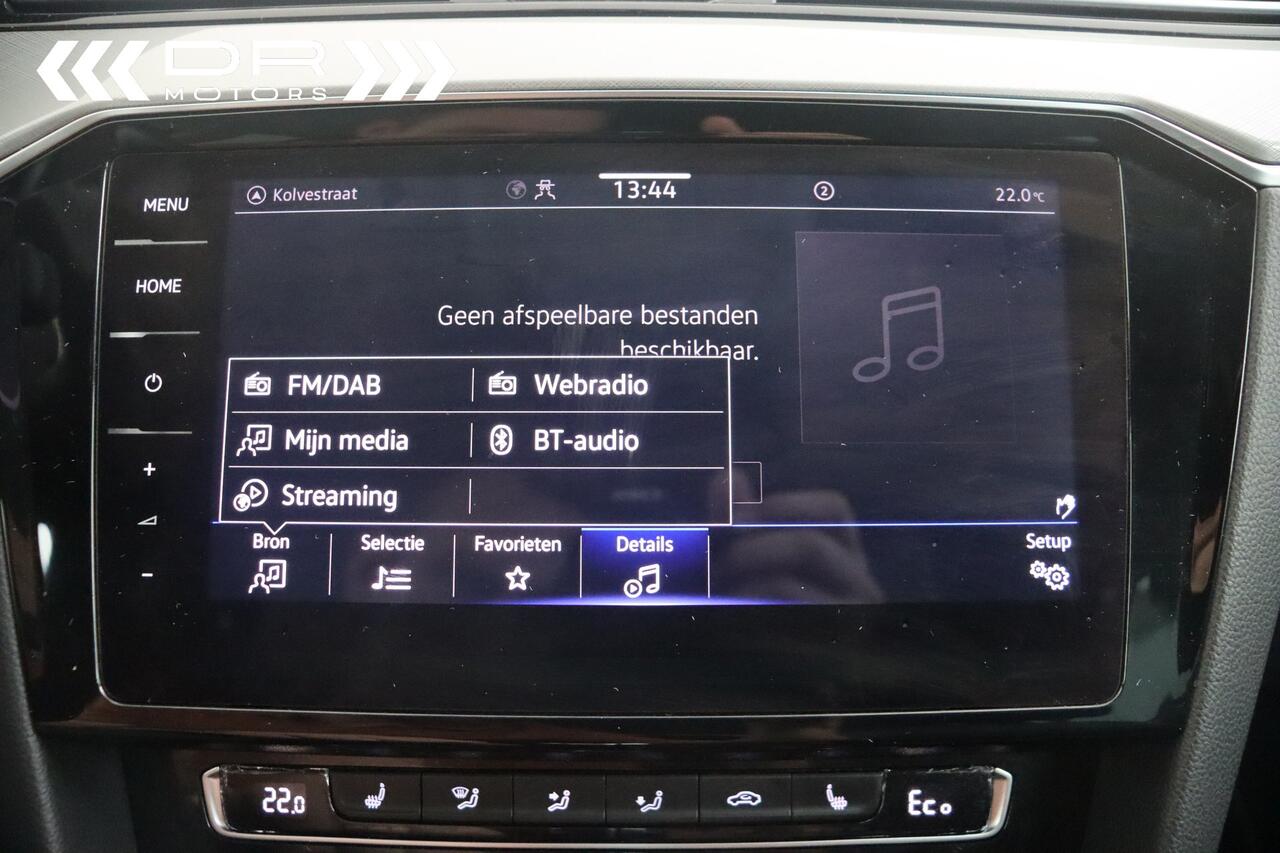 DR
MOTORS
MENU
HOME
+
-
Kolvestraat
13:44
2
22.0°C
Geen afspeelbare bestanden
beschikbaar.
FM/DAB
Webradio
Mijn media
BT-audio
Streaming
Bron
Selectie
Favorieten
Details
Setup
22.0
Eco